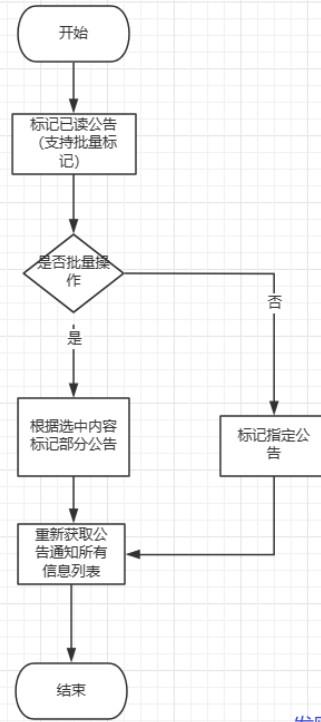 开始
标记已读公告
（支持批量标
记）
是否批量操
作
否
是
根据选中内容
标记部分公告
标记指定公
告
重新获取公
告通知所有
信息列表
结束